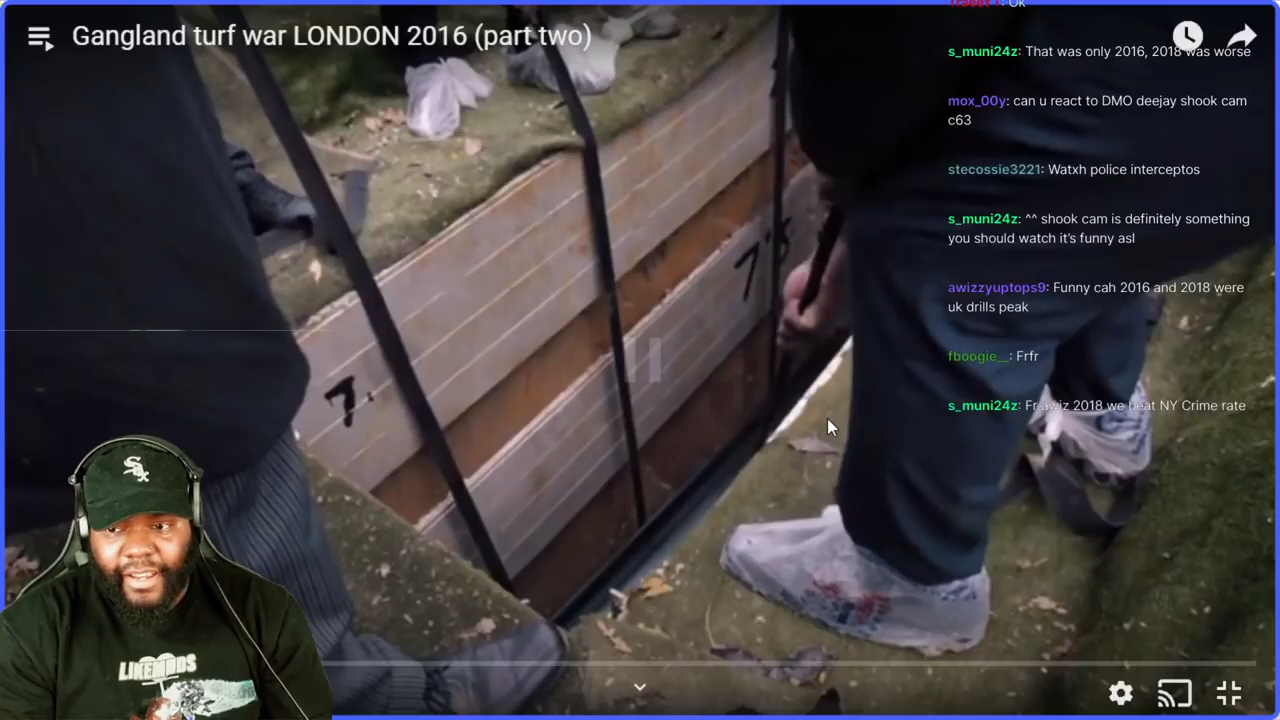 Gangland turf war LONDON 2016 (part two)
s_muni24z: That was only 2016, 2018 was worse
mox_00y: can u react to DMO deejay shook cam
c63
stecossie3221: Watxh police interceptos
s_muni24z: ^^ shook cam is definitely something
you should watch it's funny asl
awizzyuptops9: Funny cah 2016 and 2018 were
uk drills peak
fboogie__: Frfr
s_muni24z: Fr awiz 2018 we beat NY Crime rate
7'
7'
LIKEMINDS